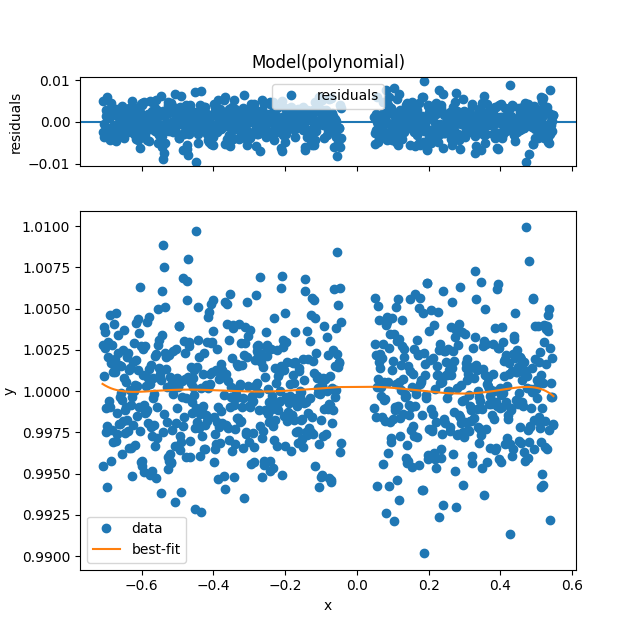 Model(polynomial)
0.01
0.00
−0.01
residuals
residuals
1.0100
1.0075
1.0050
1.0025
1.0000
0.9975
0.9950
0.9925
0.9900
y
data
best-fit
−0.6 −0.4 −0.2 0.0 0.2 0.4 0.6
x